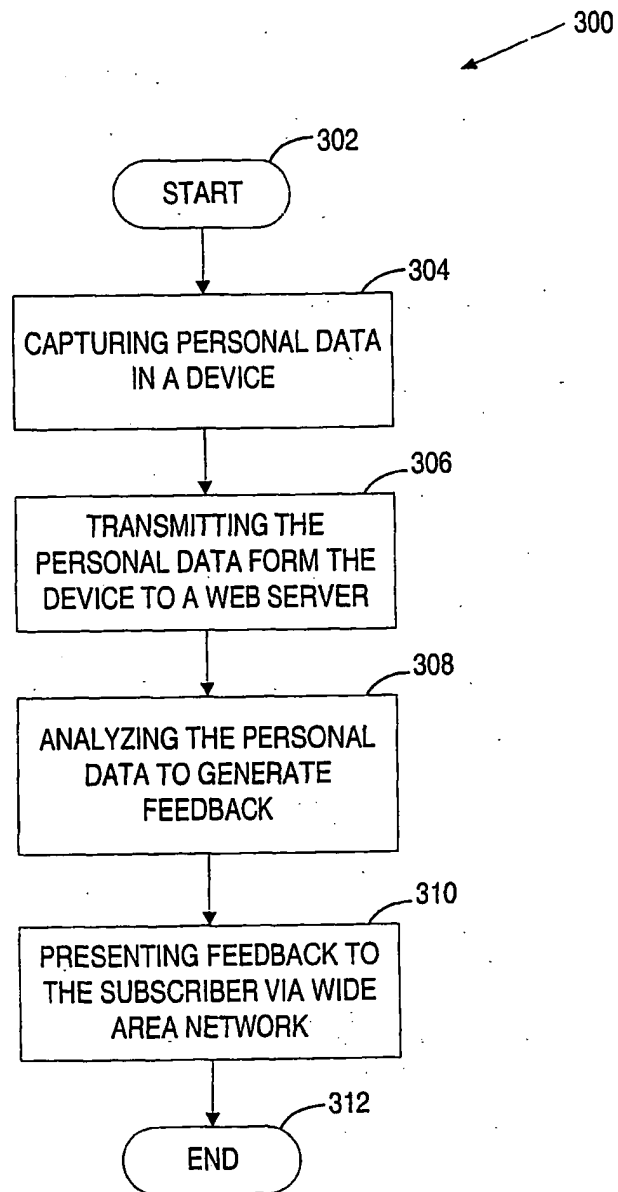 300
302
START
304
CAPTURING PERSONAL DATA
IN A DEVICE
306
TRANSMITTING THE
PERSONAL DATA FORM THE
DEVICE TO A WEB SERVER
308
ANALYZING THE PERSONAL
DATA TO GENERATE
FEEDBACK
310
PRESENTING FEEDBACK TO
THE SUBSCRIBER VIA WIDE
AREA NETWORK
312
END